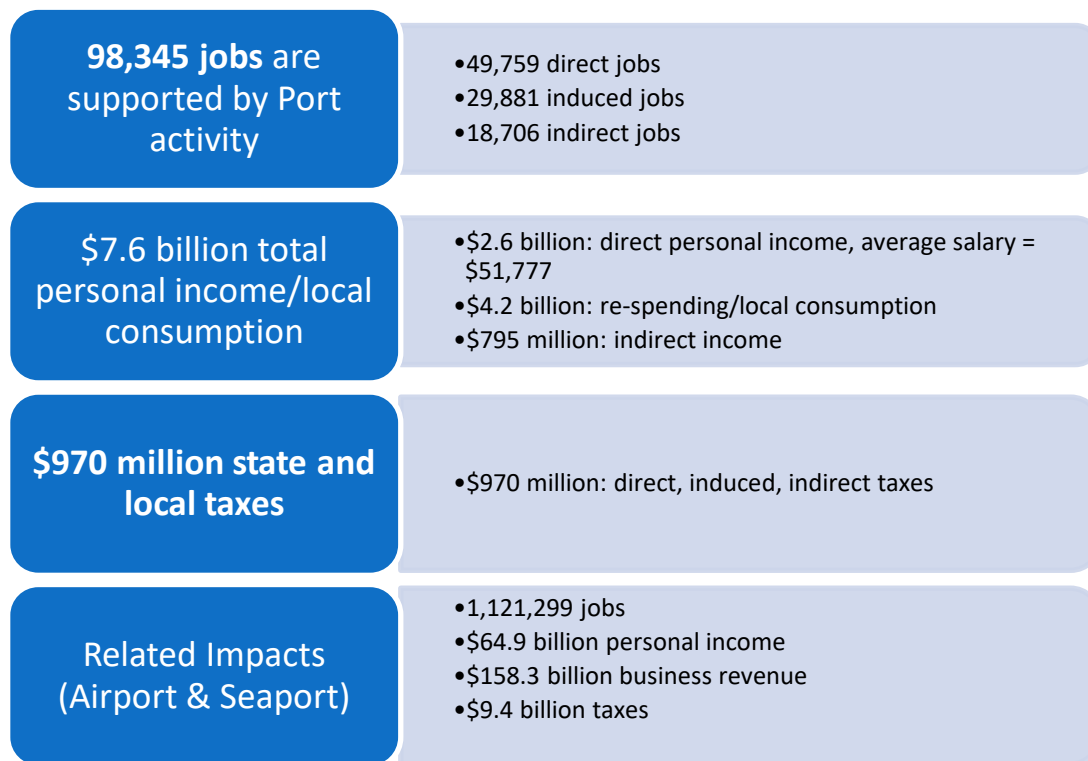 98,345 jobs are
supported by Port
activity
•49,759 direct jobs
•29,881 induced jobs
•18,706 indirect jobs
$7.6 billion total
personal income/local
consumption
•$2.6 billion: direct personal income, average salary =
$51,777
•$4.2 billion: re-spending/local consumption
•$795 million: indirect income
$970 million state and
local taxes
•$970 million: direct, induced, indirect taxes
Related Impacts
(Airport & Seaport)
•1,121,299 jobs
•$64.9 billion personal income
•$158.3 billion business revenue
•$9.4 billion taxes